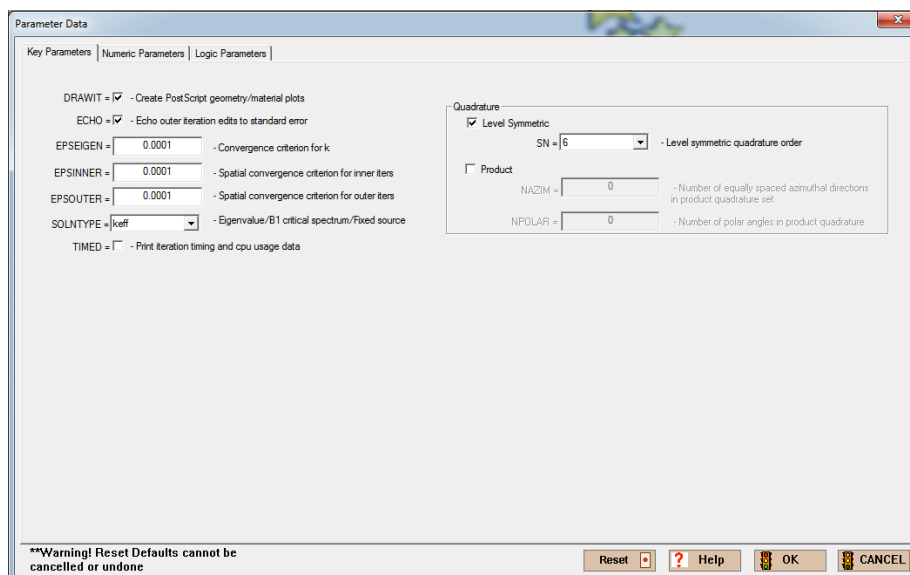 Parameter Data
Key Parameters Numeric Parameters Logic Parameters
DRAWIT = - Create PostScript geometry/material plots
ECHO = - Echo outer iteration edits to standard error
EPSEIGEN = 0.0001 - Convergence criterion for k
EPSINNER = 0.0001 - Spatial convergence criterion for inner iters
EPSOUTER = 0.0001 - Spatial convergence criterion for outer iters
SOLNTYPE = keff - Eigenvalue/B1 critical spectrum/Fixed source
TIMED = - Print iteration timing and cpu usage data
Quadrature
Level Symmetric
SN = 6 - Level symmetric quadrature order
Product
NAZIM = 0 - Number of equally spaced azimuthal directions
in product quadrature set
NPOLAR = 0 - Number of polar angles in product quadrature
**Warning! Reset Defaults cannot be
cancelled or undone
Reset ? Help OK CANCEL